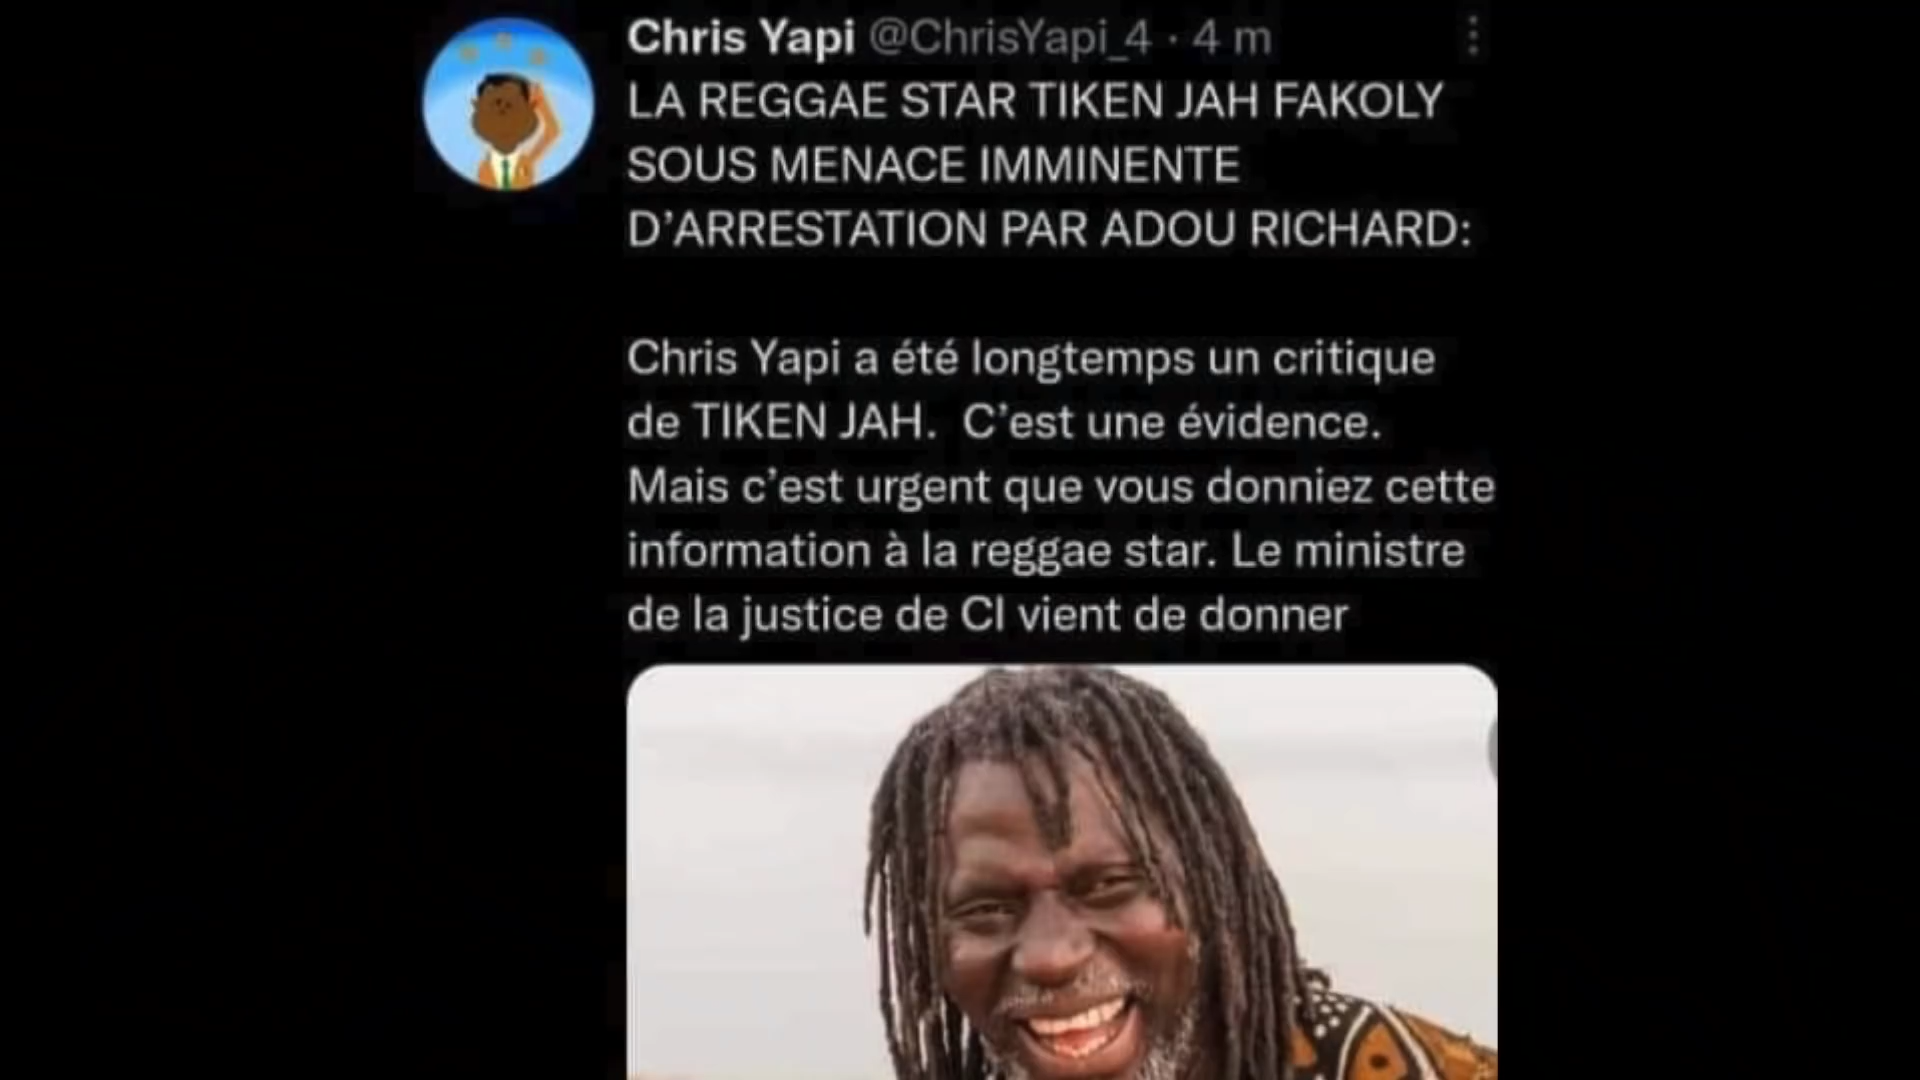 Chris Yapi @ChrisYapi_4 · 4 m
LA REGGAE STAR TIKEN JAH FAKOLY
SOUS MENACE IMMINENTE
D’ARRESTATION PAR ADOU RICHARD:
Chris Yapi a été longtemps un critique
de TIKEN JAH.  C’est une évidence.
Mais c’est urgent que vous donniez cette
information à la reggae star. Le ministre
de la justice de CI vient de donner